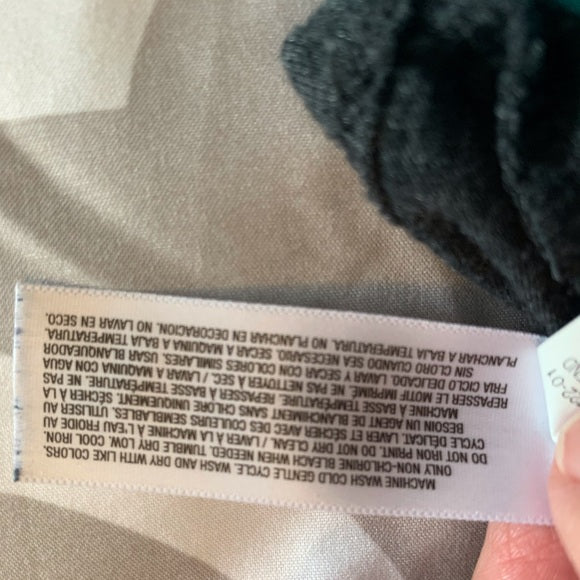 MACHINE WASH COLD GENTLE CYCLE. WASH AND DRY WITH LIKE COLORS.
ONLY NON-CHLORINE BLEACH WHEN NEEDED. TUMBLE DRY LOW. COOL IRON.
DO NOT IRON PRINT. DO NOT DRY CLEAN. / LAVER À LA MACHINE À L'EAU FROIDE AU
CYCLE DÉLICAT. LAVER ET SÉCHER AVEC DES COULEURS SEMBLABLES. UTILISER AU
BESOIN UN AGENT DE BLANCHIMENT SANS CHLORE UNIQUEMENT. SÉCHER À LA
MACHINE À BASSE TEMPÉRATURE. REPASSER À BASSE TEMPÉRATURE. NE PAS
REPASSER LE MOTIF IMPRIMÉ. NE PAS NETTOYER À SEC. / LAVAR A MAQUINA CON AGUA
FRIA CICLO DELICADO. LAVAR Y SECAR CON COLORES SIMILARES. USAR BLANQUEADOR
SIN CLORO CUANDO SEA NECESARIO. SECAR A MAQUINA A BAJA TEMPERATURA.
PLANCHAR A BAJA TEMPERATURA. NO PLANCHAR EN DECORACION. NO LAVAR EN SECO.
22-01